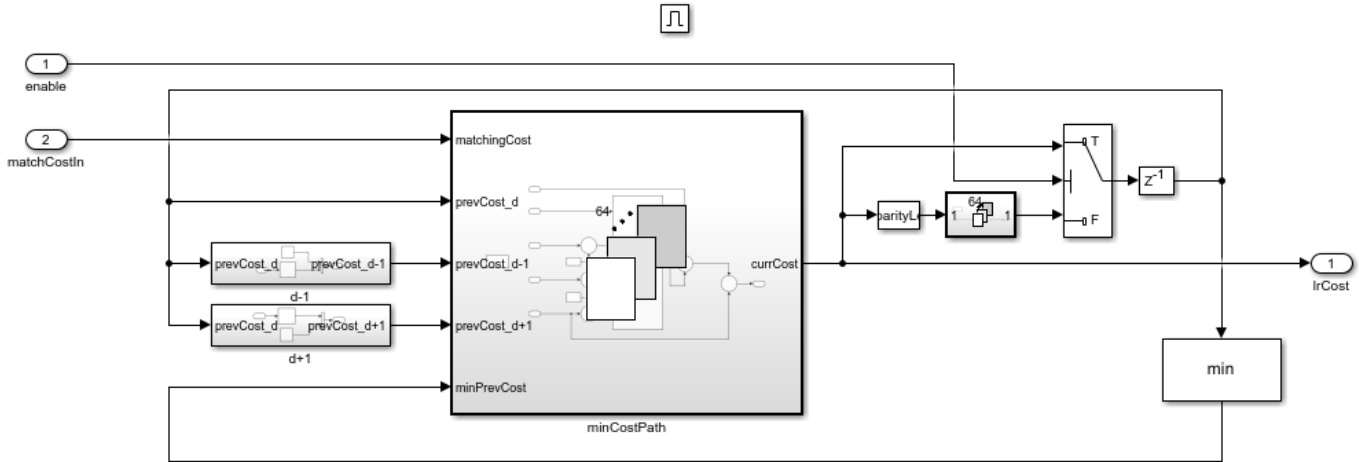 1
enable
2
matchCostIn
matchingCost
prevCost_d
prevCost_d-1
prevCost_d+1
minPrevCost
64
currCost
minCostPath
prevCost_d
prevCost_d-1
d-1
prevCost_d
prevCost_d+1
d+1
parityLe
64
1
1
T
F
Z-1
1
lrCost
min